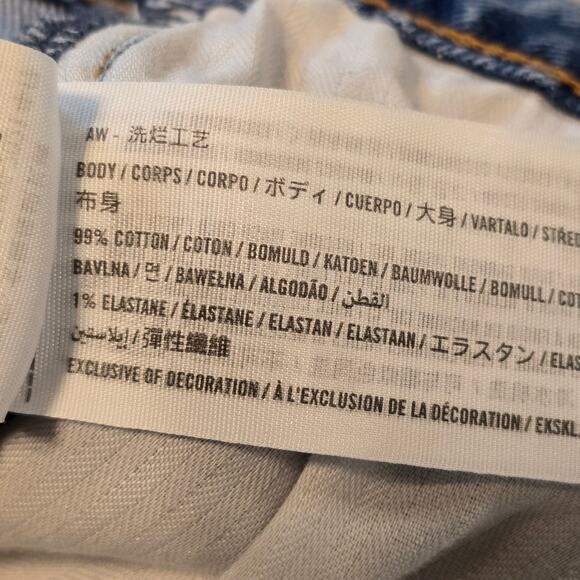 AW - 洗烂工艺
BODY / CORPS / CORPO / ボディ / CUERPO / 大身 / VARTALO / STŘED
布身
99% COTTON / COTON / BOMULD / KATOEN / BAUMWOLLE / BOMULL / COT
BAVLNA / 면 / BAWEŁNA / ALGODÃO / القطن /
1% ELASTANE / ÉLASTANE / ELASTAN / ELASTAAN / エラスタン / ELAS
إيلاستين / 彈性纖維
EXCLUSIVE OF DECORATION / À L'EXCLUSION DE LA DÉCORATION / EKSKL.